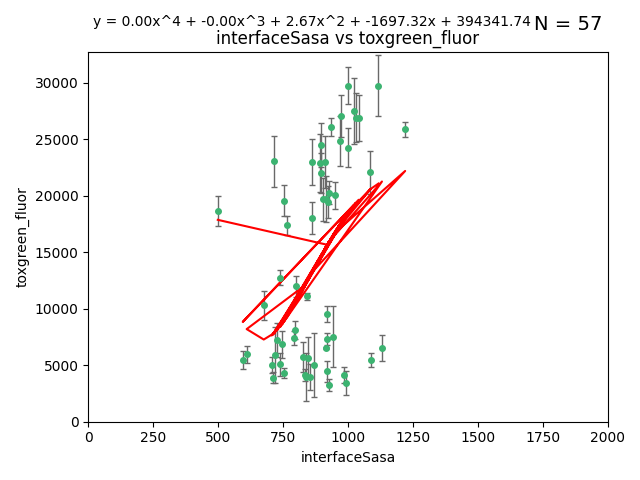 y = 0.00x^4 + -0.00x^3 + 2.67x^2 + -1697.32x + 394341.74 N = 57
interfaceSasa vs toxgreen_fluor
30000
25000
20000
15000
10000
5000
0
toxgreen_fluor
0 250 500 750 1000 1250 1500 1750 2000
interfaceSasa